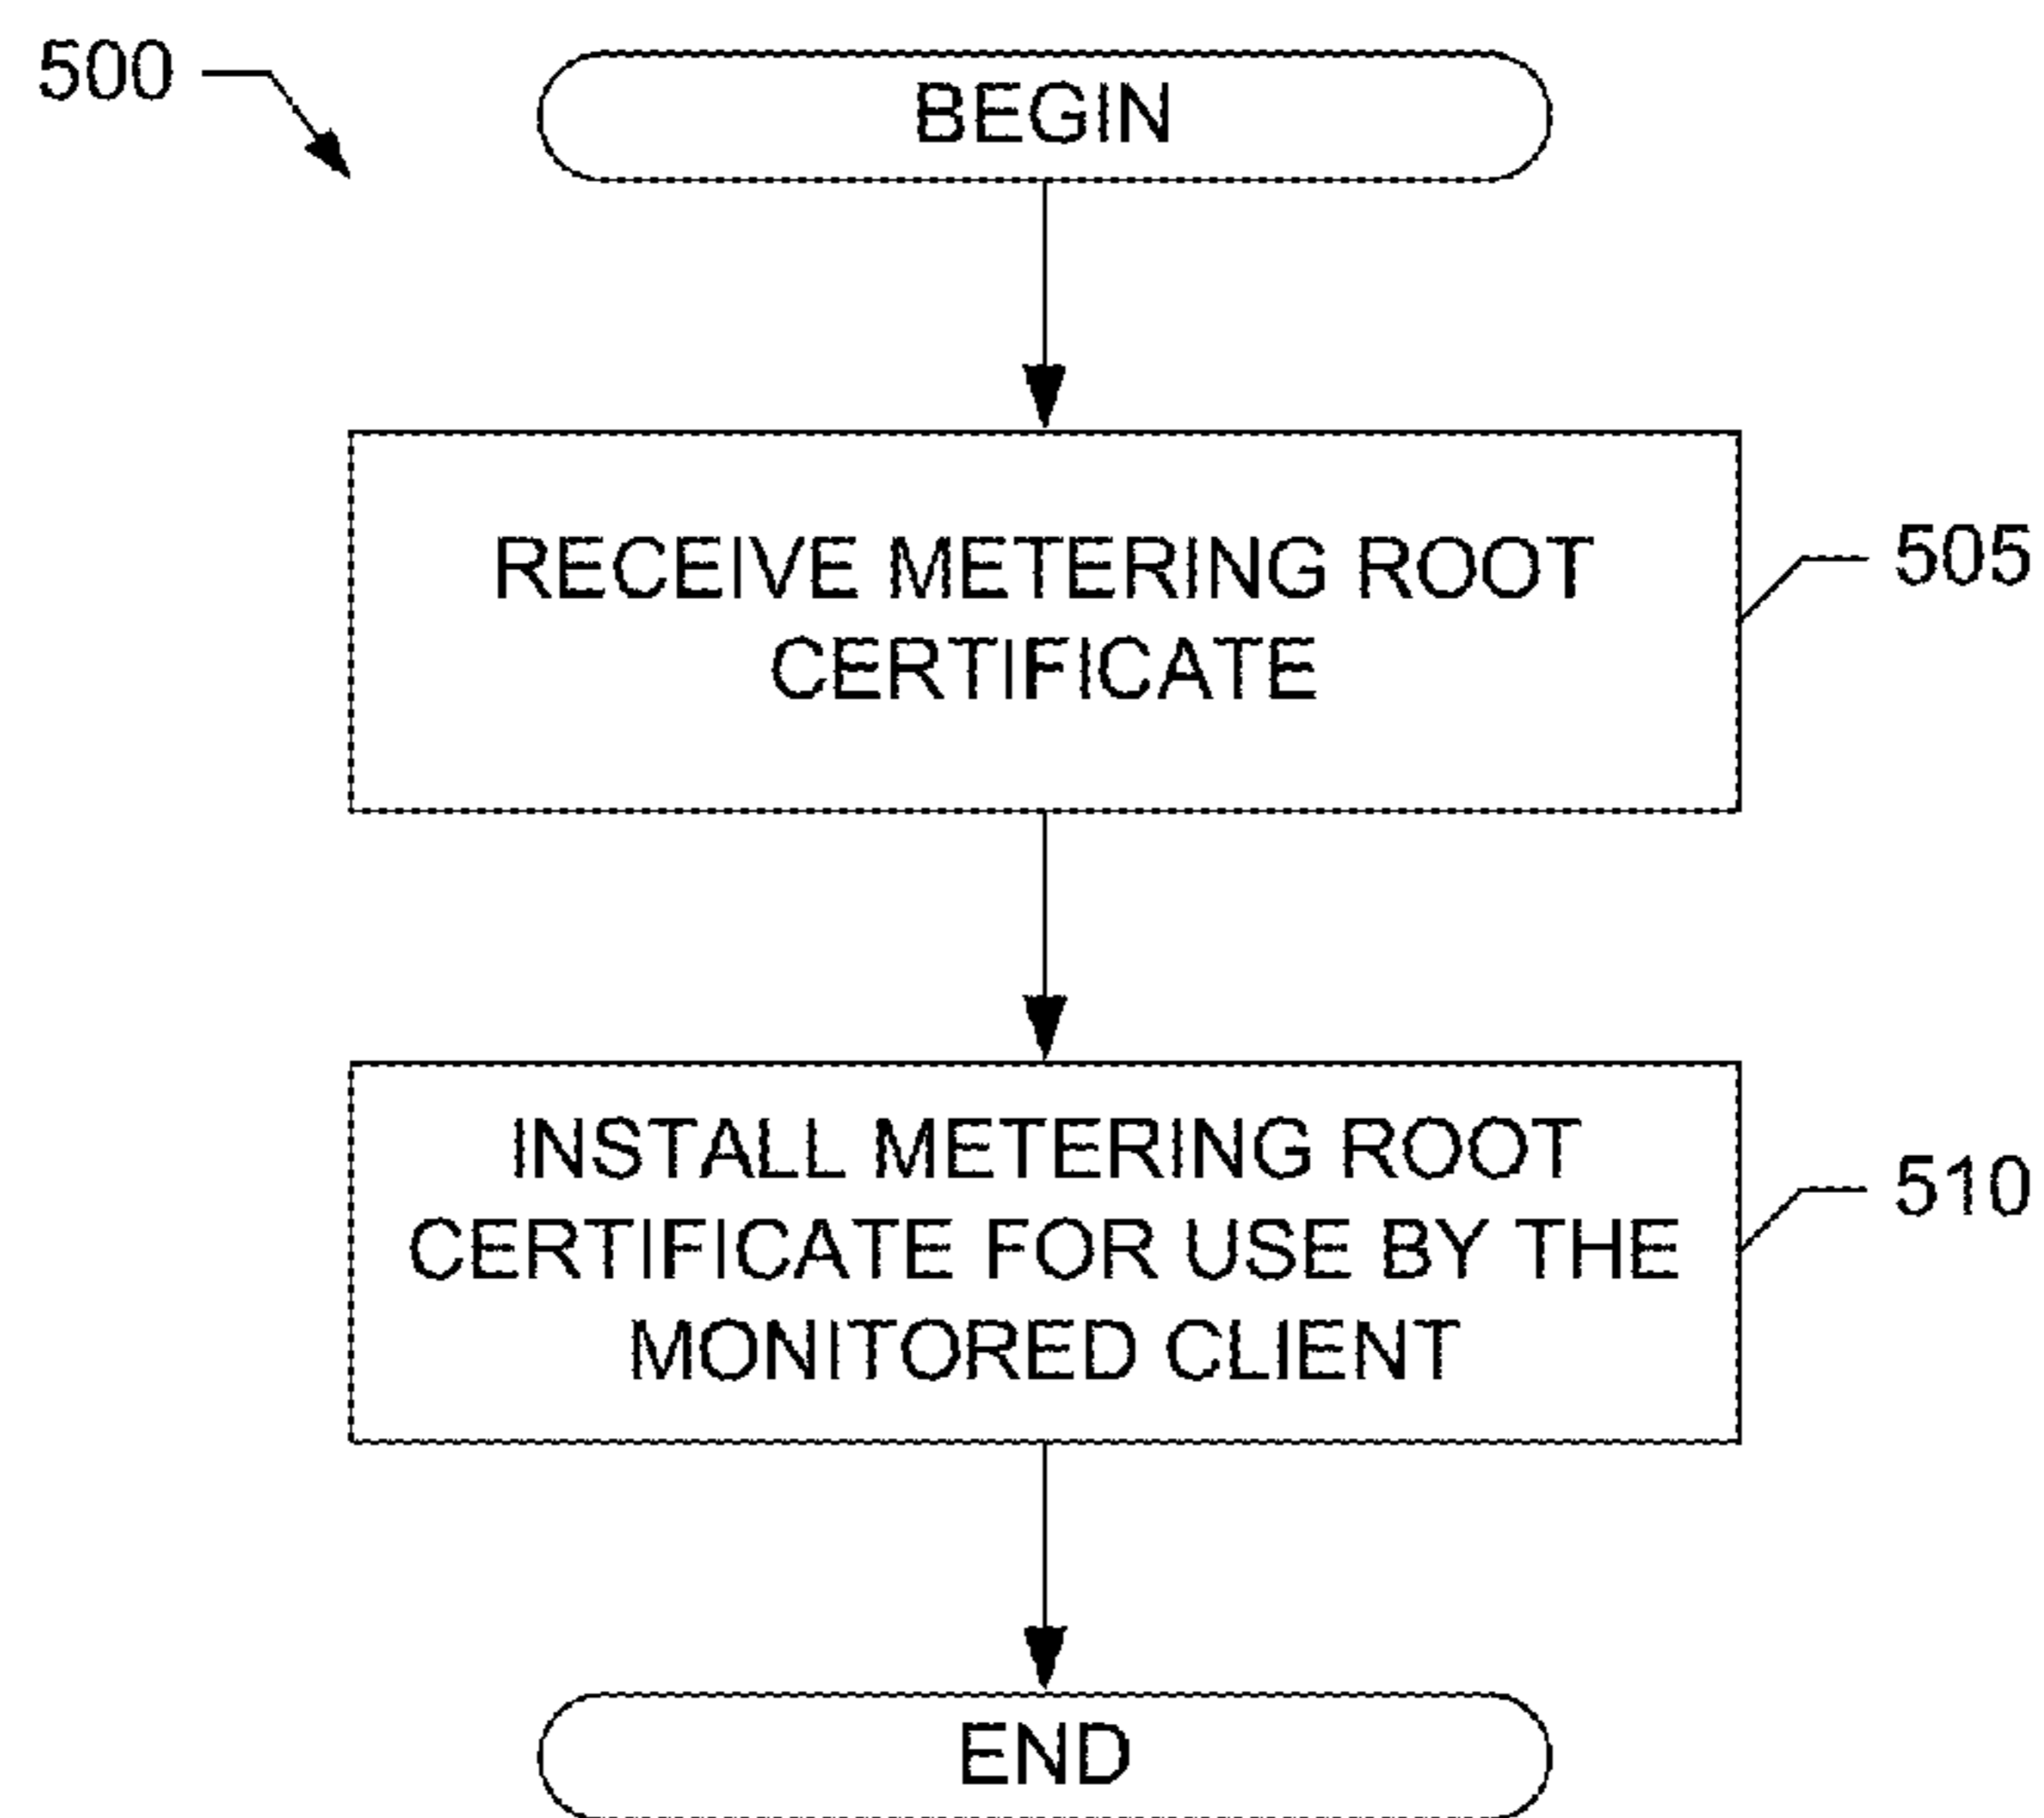 500
BEGIN
RECEIVE METERING ROOT
CERTIFICATE
505
INSTALL METERING ROOT
CERTIFICATE FOR USE BY THE
MONITORED CLIENT
510
END